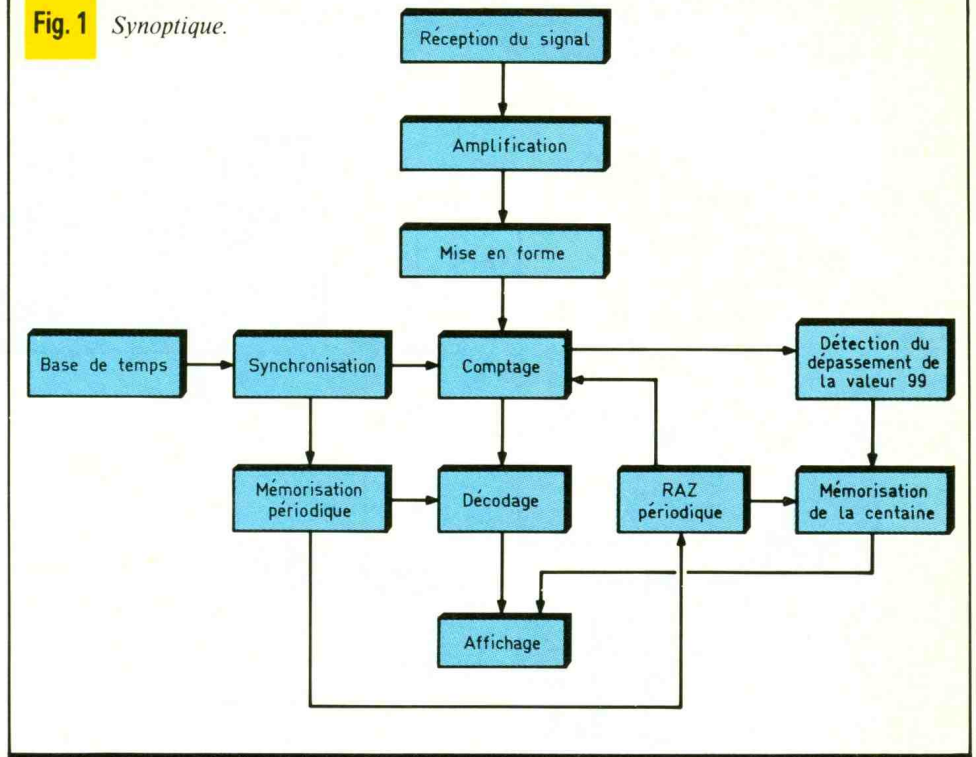 Fig. 1 Synoptique.
Réception du signal
Amplification
Mise en forme
Base de temps
Synchronisation
Comptage
Détection du
dépassement de
la valeur 99
Mémorisation
périodique
Décodage
RAZ
périodique
Mémorisation
de la centaine
Affichage